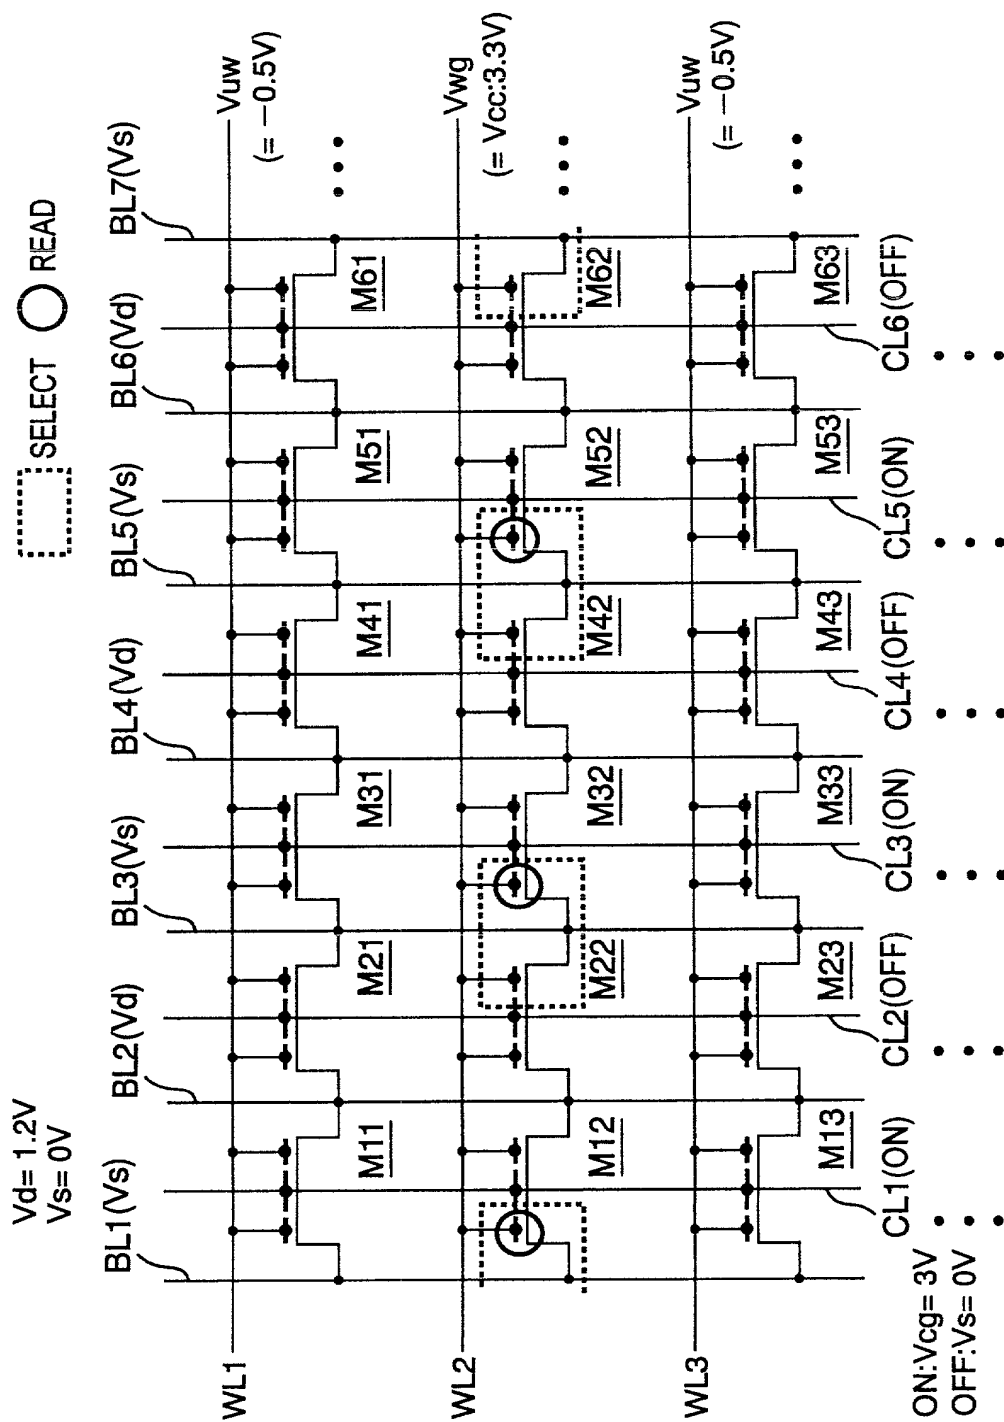 Vd= 1.2V
Vs= 0V
SELECT
READ
BL1(Vs)
BL2(Vd)
BL3(Vs)
BL4(Vd)
BL5(Vs)
BL6(Vd)
BL7(Vs)
WL1
Vuw
(= −0.5V)
M11
M21
M31
M41
M51
M61
WL2
Vwg
(= Vcc:3.3V)
M12
M22
M32
M42
M52
M62
WL3
Vuw
(= −0.5V)
M13
M23
M33
M43
M53
M63
CL1(ON)
CL2(OFF)
CL3(ON)
CL4(OFF)
CL5(ON)
CL6(OFF)
ON:Vcg= 3V
OFF:Vs= 0V